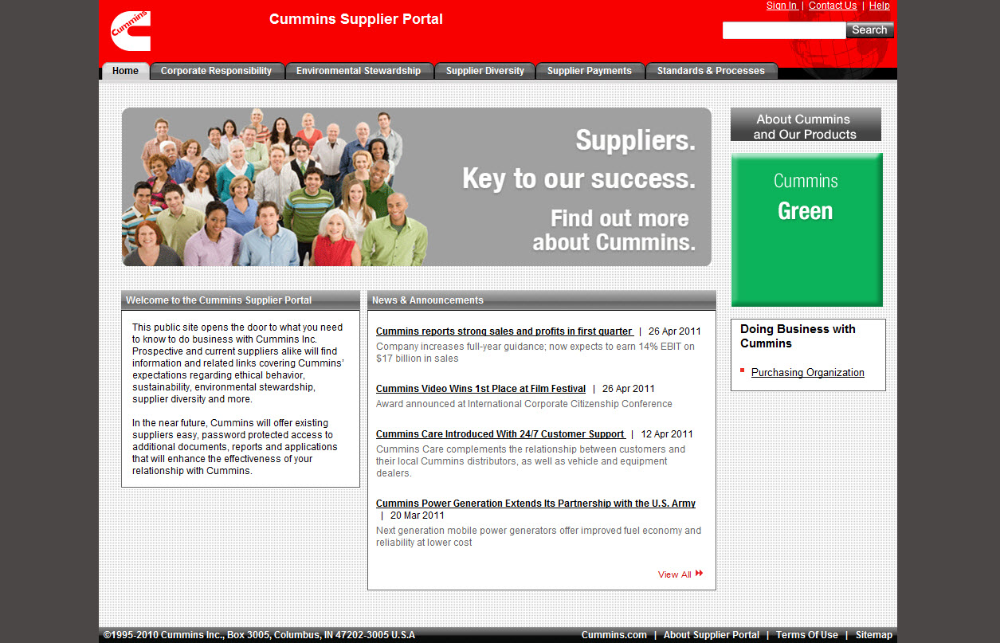 Sign In | Contact Us | Help
Cummins
Cummins Supplier Portal
Search
Home
Corporate Responsibility
Environmental Stewardship
Supplier Diversity
Supplier Payments
Standards & Processes
Suppliers.
Key to our success.
Find out more
about Cummins.
About Cummins
and Our Products
Cummins
Green
Welcome to the Cummins Supplier Portal
This public site opens the door to what you need
to know to do business with Cummins Inc.
Prospective and current suppliers alike will find
information and related links covering Cummins'
expectations regarding ethical behavior,
sustainability, environmental stewardship,
supplier diversity and more.
In the near future, Cummins will offer existing
suppliers easy, password protected access to
additional documents, reports and applications
that will enhance the effectiveness of your
relationship with Cummins.
News & Announcements
Cummins reports strong sales and profits in first quarter | 26 Apr 2011
Company increases full-year guidance; now expects to earn 14% EBIT on
$17 billion in sales
Cummins Video Wins 1st Place at Film Festival | 26 Apr 2011
Award announced at International Corporate Citizenship Conference
Cummins Care Introduced With 24/7 Customer Support | 12 Apr 2011
Cummins Care complements the relationship between customers and
their local Cummins distributors, as well as vehicle and equipment
dealers.
Cummins Power Generation Extends Its Partnership with the U.S. Army
| 20 Mar 2011
Next generation mobile power generators offer improved fuel economy and
reliability at lower cost
View All
Doing Business with
Cummins
Purchasing Organization
©1995-2010 Cummins Inc., Box 3005, Columbus, IN 47202-3005 U.S.A
Cummins.com | About Supplier Portal | Terms Of Use | Sitemap